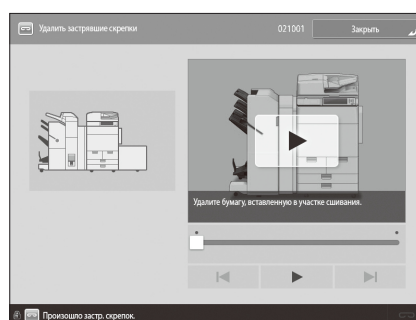 Удалить застрявшие скрепки
021001
Закрыть
Удалите бумагу, вставленную в участке сшивания.
Произошло застр. скрепок.